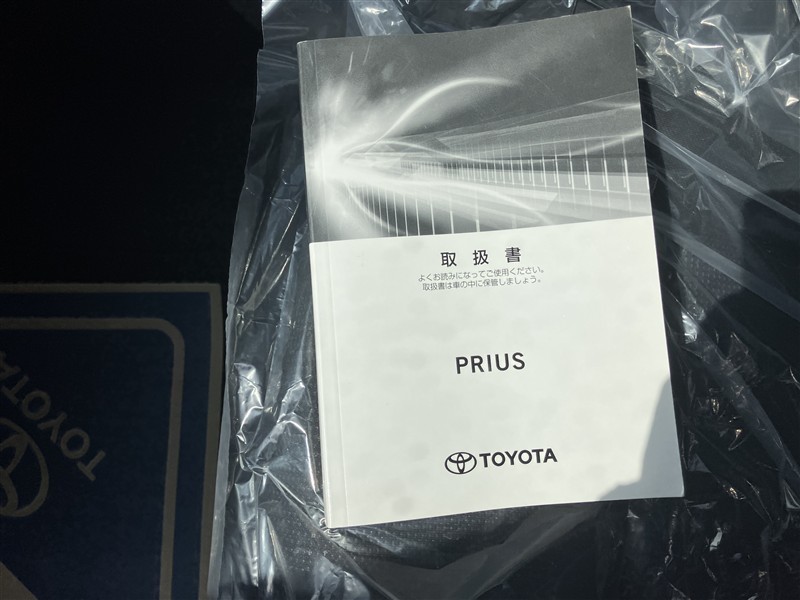 取扱書
よくお読みになってご使用ください。
取扱書は車の中に保管しましょう。
PRIUS
TOYOTA
TOYOTA